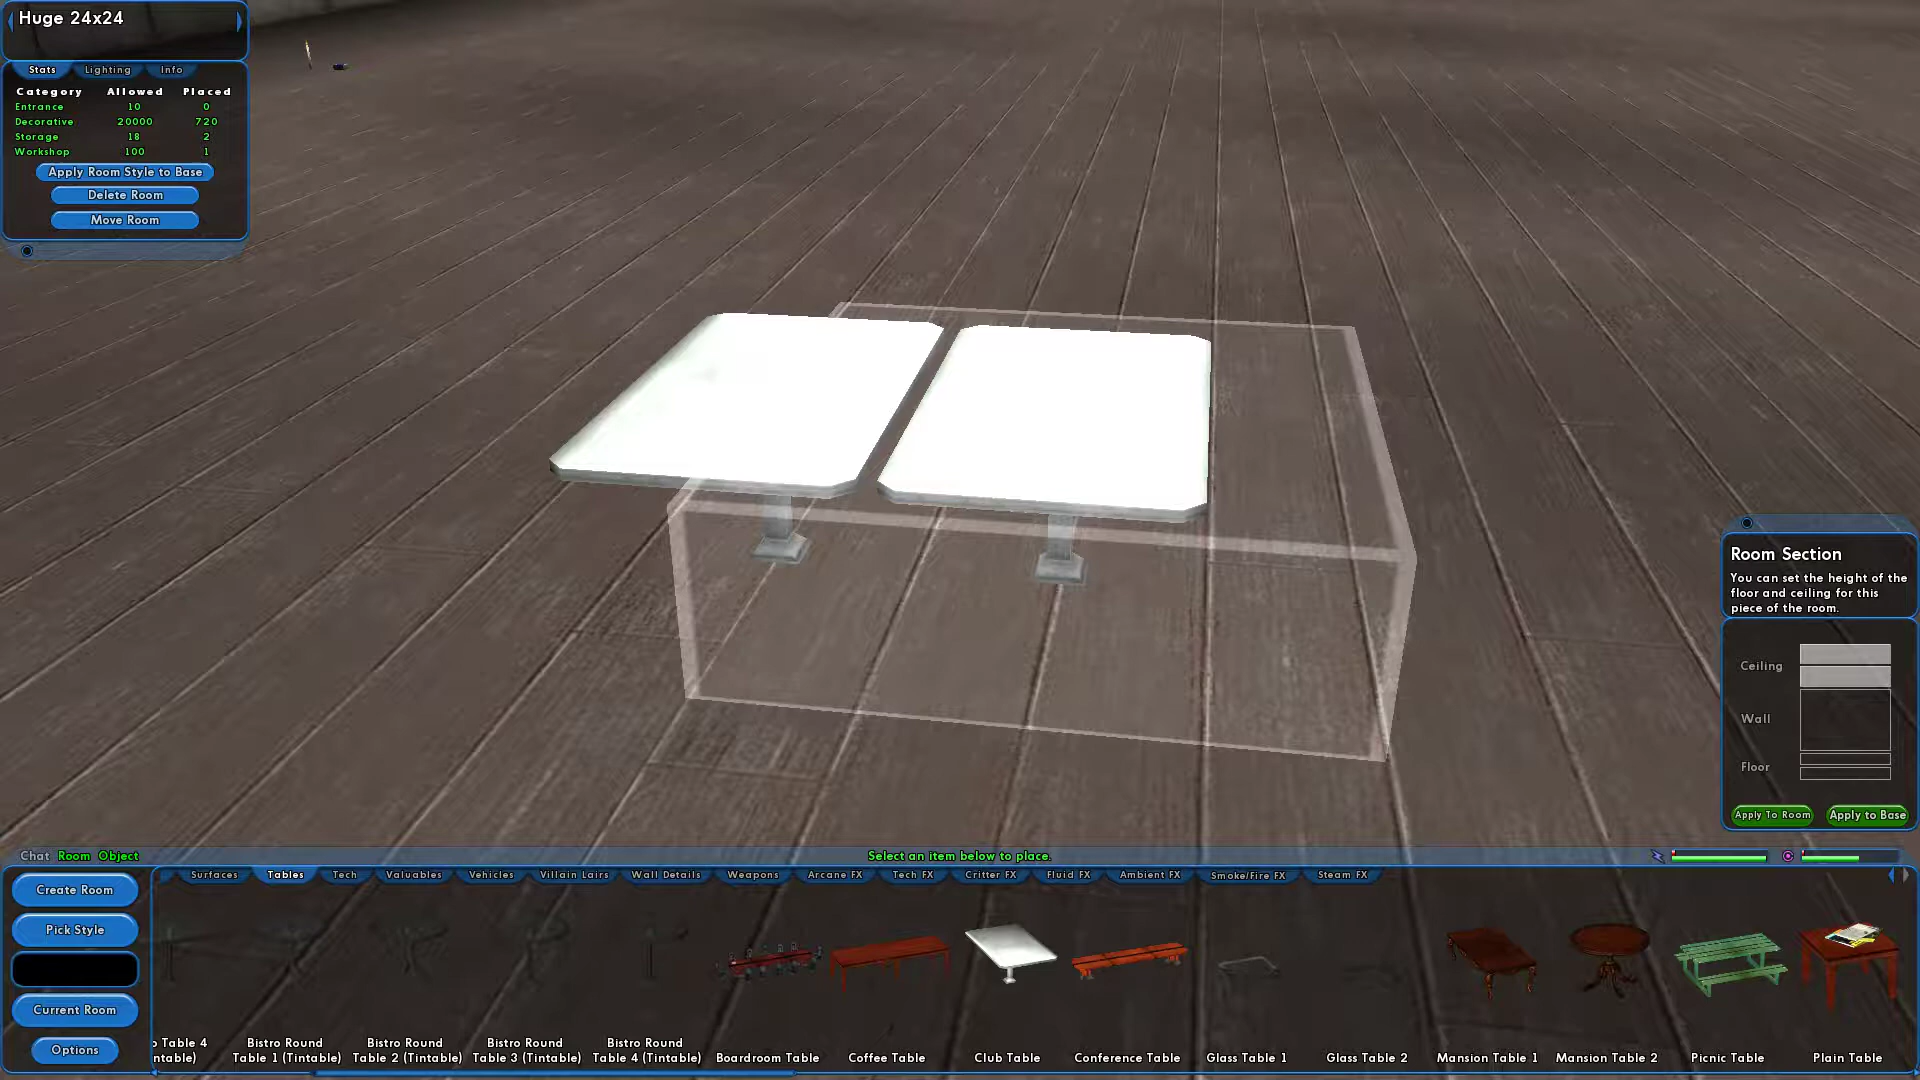 Huge 24x24
Stats Lighting Info
Category Allowed Placed
Entrance 10 0
Decorative 20000 720
Storage 18 2
Workshop 100 1
Apply Room Style to Base
Delete Room
Move Room
Room Section
You can set the height of the
floor and ceiling for this
piece of the room.
Ceiling
Wall
Floor
Apply To Room Apply to Base
Chat Room Object
Select an item below to place.
Surfaces Tables Tech Valuables Vehicles Villain Lairs Wall Details Weapons Arcane FX Tech FX Critter FX Fluid FX Ambient FX Smoke/Fire FX Steam FX
Create Room
Pick Style
Current Room
Options
o Table 4
ntable)
Bistro Round
Table 1 (Tintable)
Bistro Round
Table 2 (Tintable)
Bistro Round
Table 3 (Tintable)
Bistro Round
Table 4 (Tintable)
Boardroom Table
Coffee Table
Club Table
Conference Table
Glass Table 1
Glass Table 2
Mansion Table 1
Mansion Table 2
Picnic Table
Plain Table